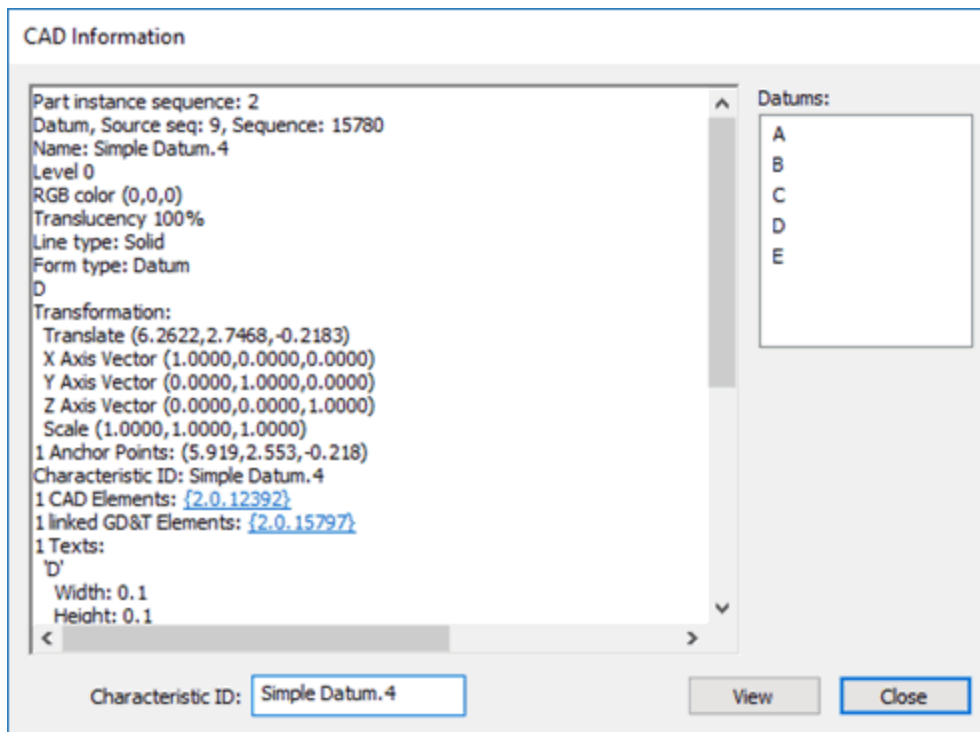 CAD Information
Part instance sequence: 2
Datum, Source seq: 9, Sequence: 15780
Name: Simple Datum.4
Level 0
RGB color (0,0,0)
Translucency 100%
Line type: Solid
Form type: Datum
D
Transformation:
Translate (6.2622,2.7468,-0.2183)
X Axis Vector (1.0000,0.0000,0.0000)
Y Axis Vector (0.0000,1.0000,0.0000)
Z Axis Vector (0.0000,0.0000,1.0000)
Scale (1.0000,1.0000,1.0000)
1 Anchor Points: (5.919,2.553,-0.218)
Characteristic ID: Simple Datum.4
1 CAD Elements: {2.0.12392}
1 linked GD&T Elements: {2.0.15797}
1 Texts:
'D'
Width: 0.1
Height: 0.1
Datums:
A
B
C
D
E
Characteristic ID: Simple Datum.4
View
Close